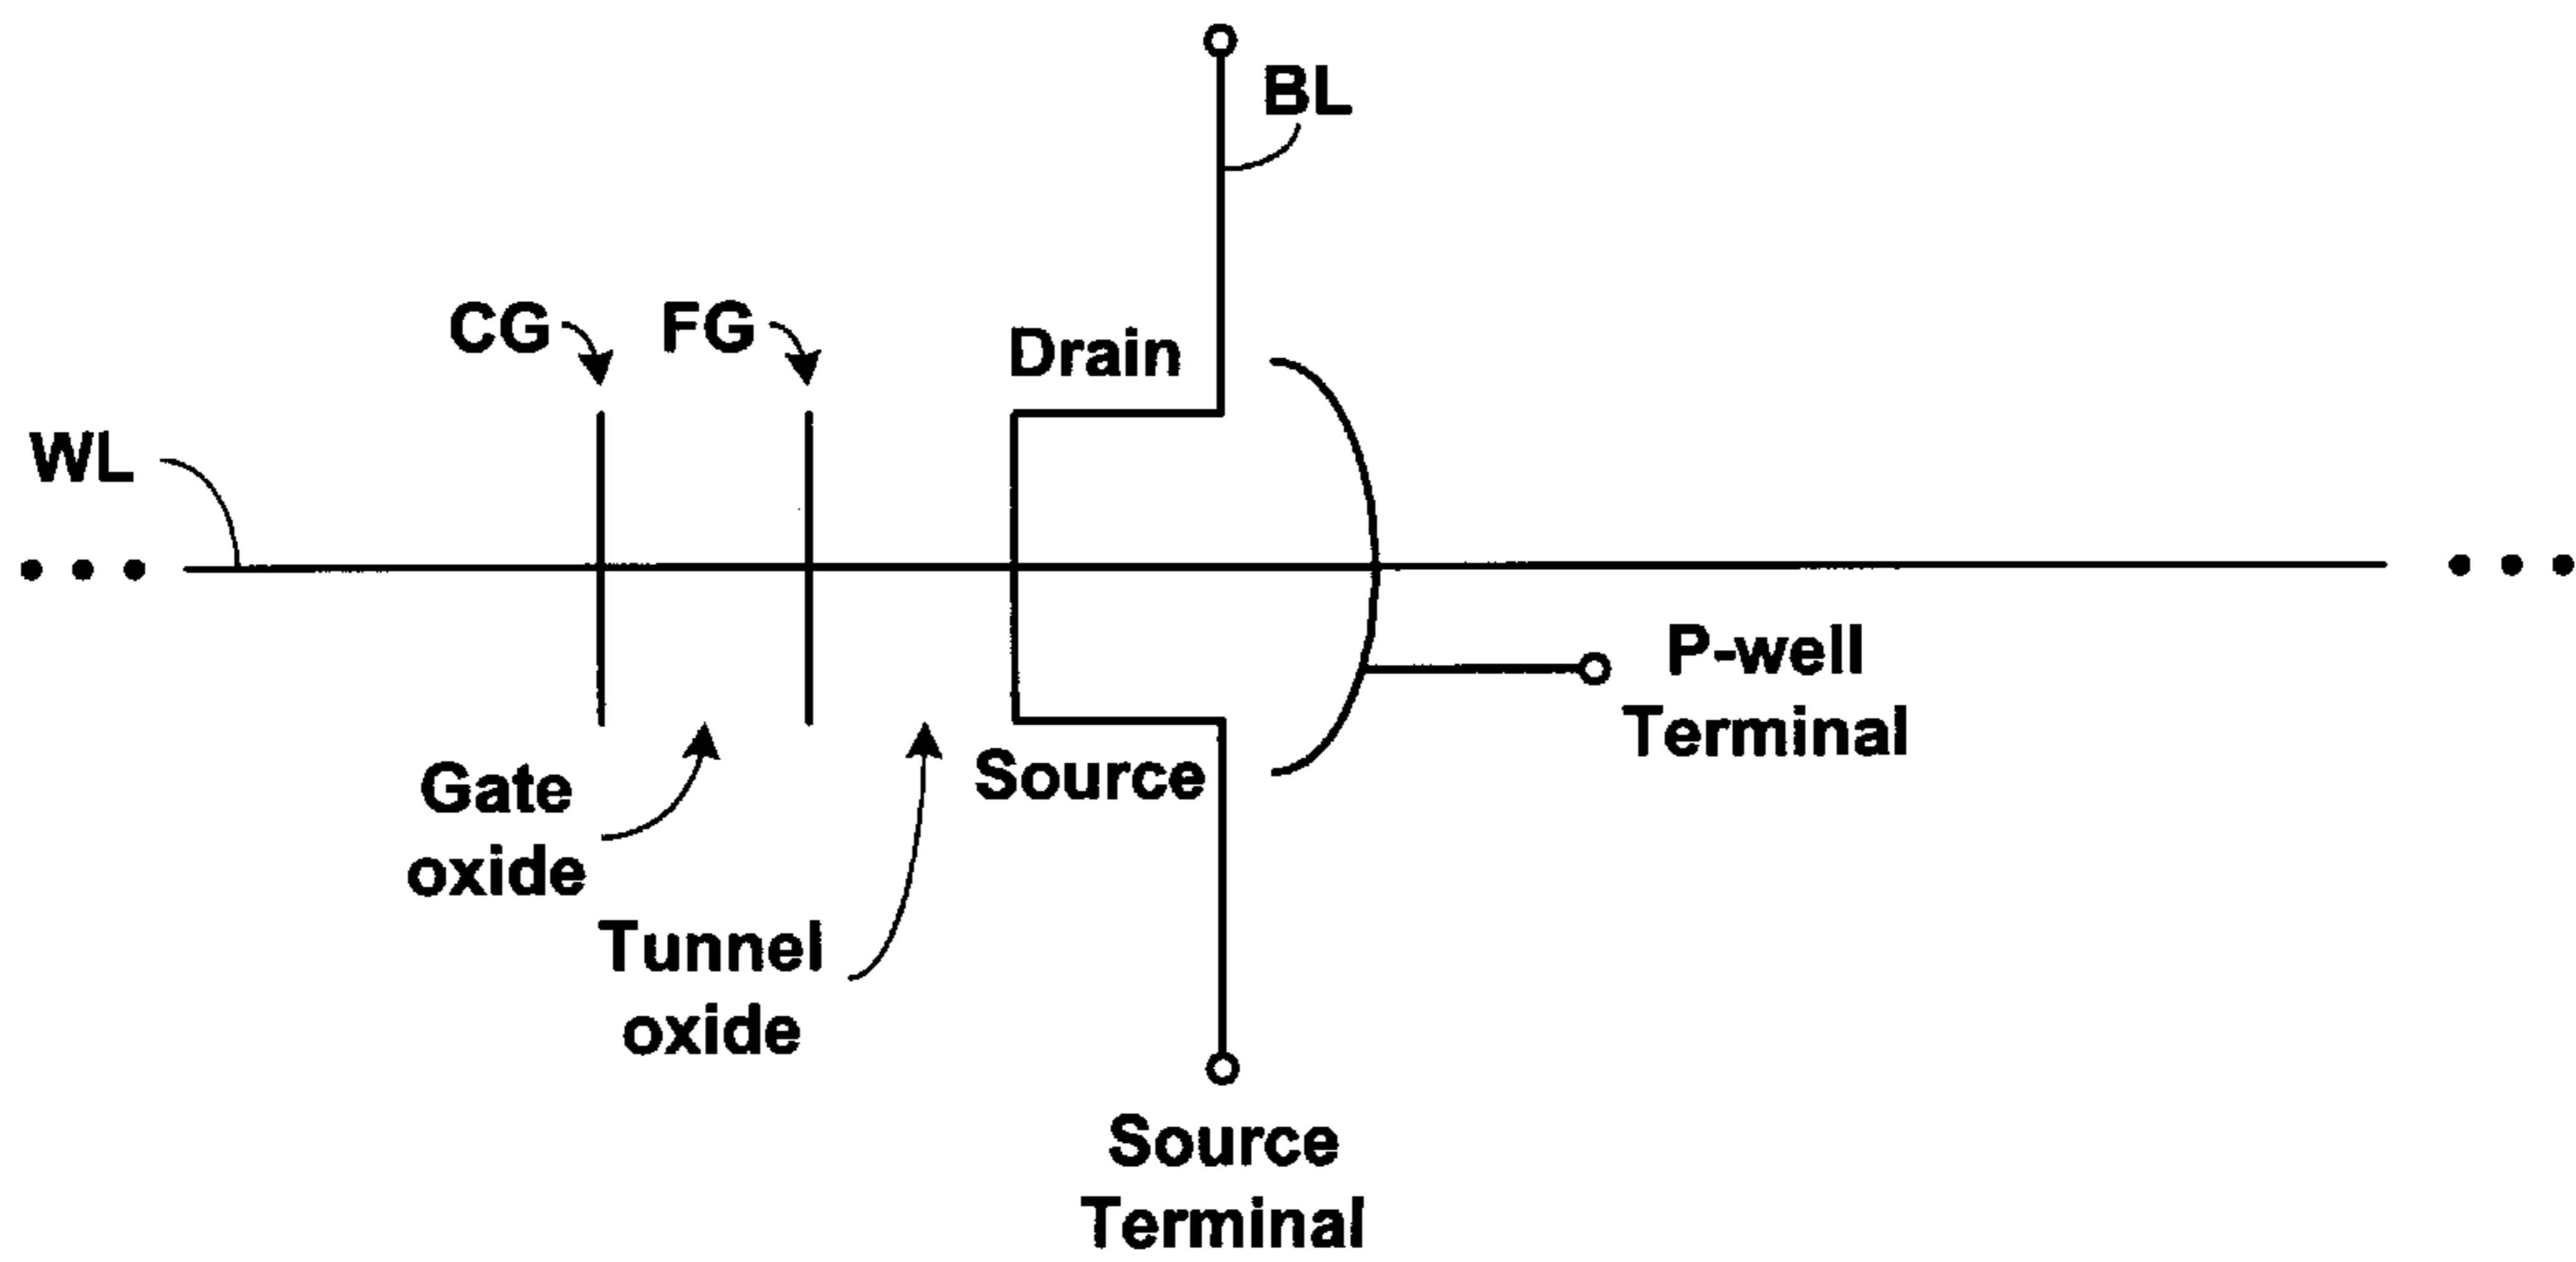 BL
CG
FG
Drain
WL
P-well
Terminal
Source
Gate
oxide
Tunnel
oxide
Source
Terminal